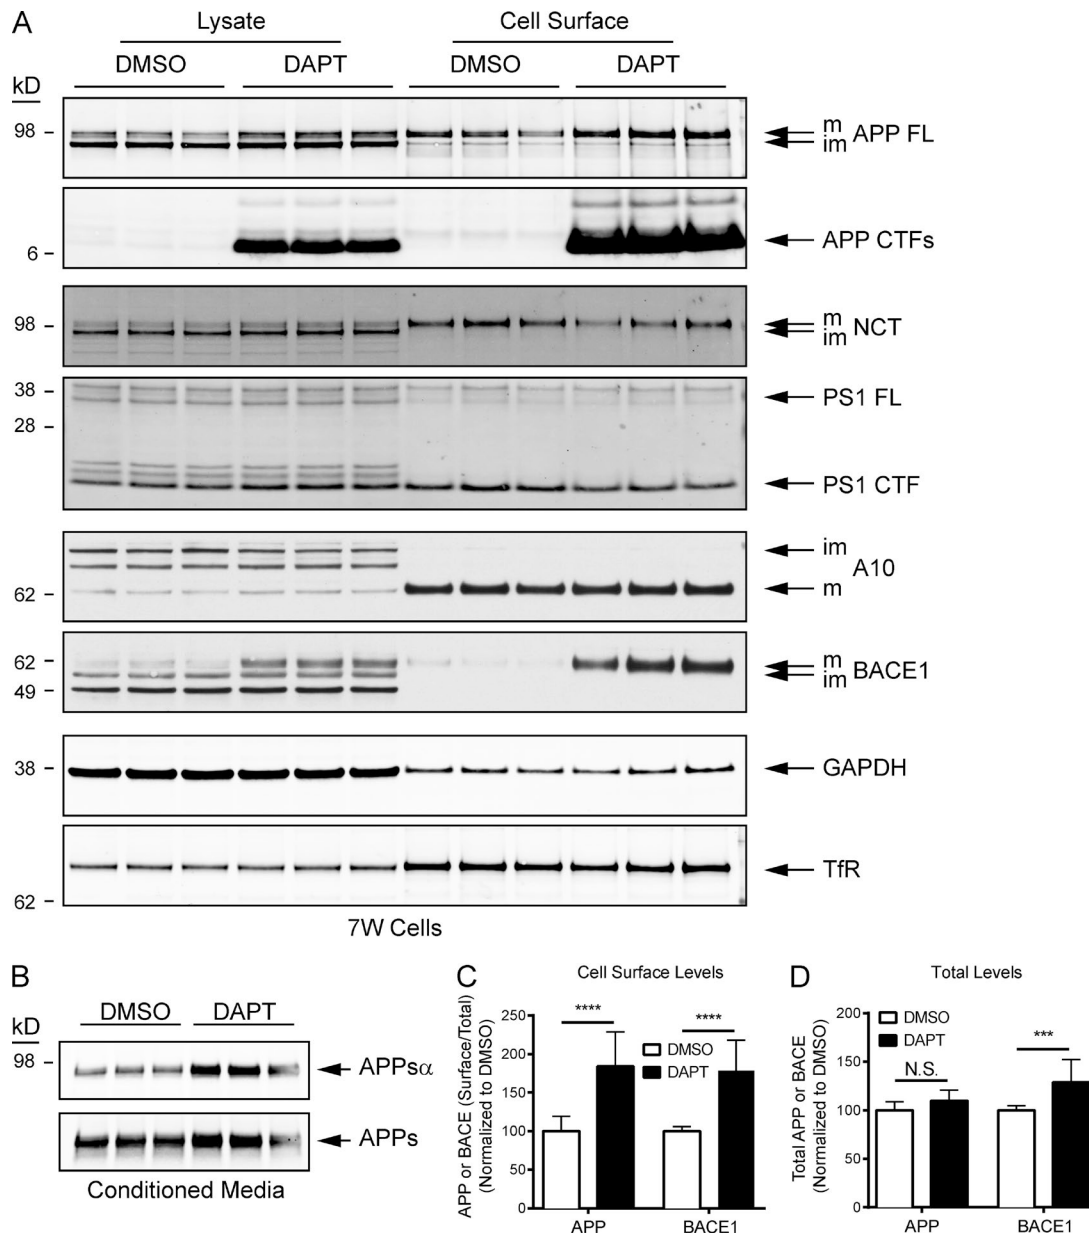 A
Lysate
Cell Surface
DMSO
DAPT
DMSO
DAPT
kD
98
m
im
APP FL
6
APP CTFs
98
m
im
NCT
38
PS1 FL
28
PS1 CTF
im
A10
62
m
62
m
im
BACE1
49
38
GAPDH
TfR
62
7W Cells
B
DMSO
DAPT
kD
98
APPsα
APPs
Conditioned Media
C
Cell Surface Levels
APP or BACE (Surface/Total)
(Normalized to DMSO)
250
200
150
100
50
0
****
****
DMSO
DAPT
APP
BACE1
D
Total Levels
Total APP or BACE
(Normalized to DMSO)
200
150
100
50
0
DMSO
DAPT
N.S.
***
APP
BACE1